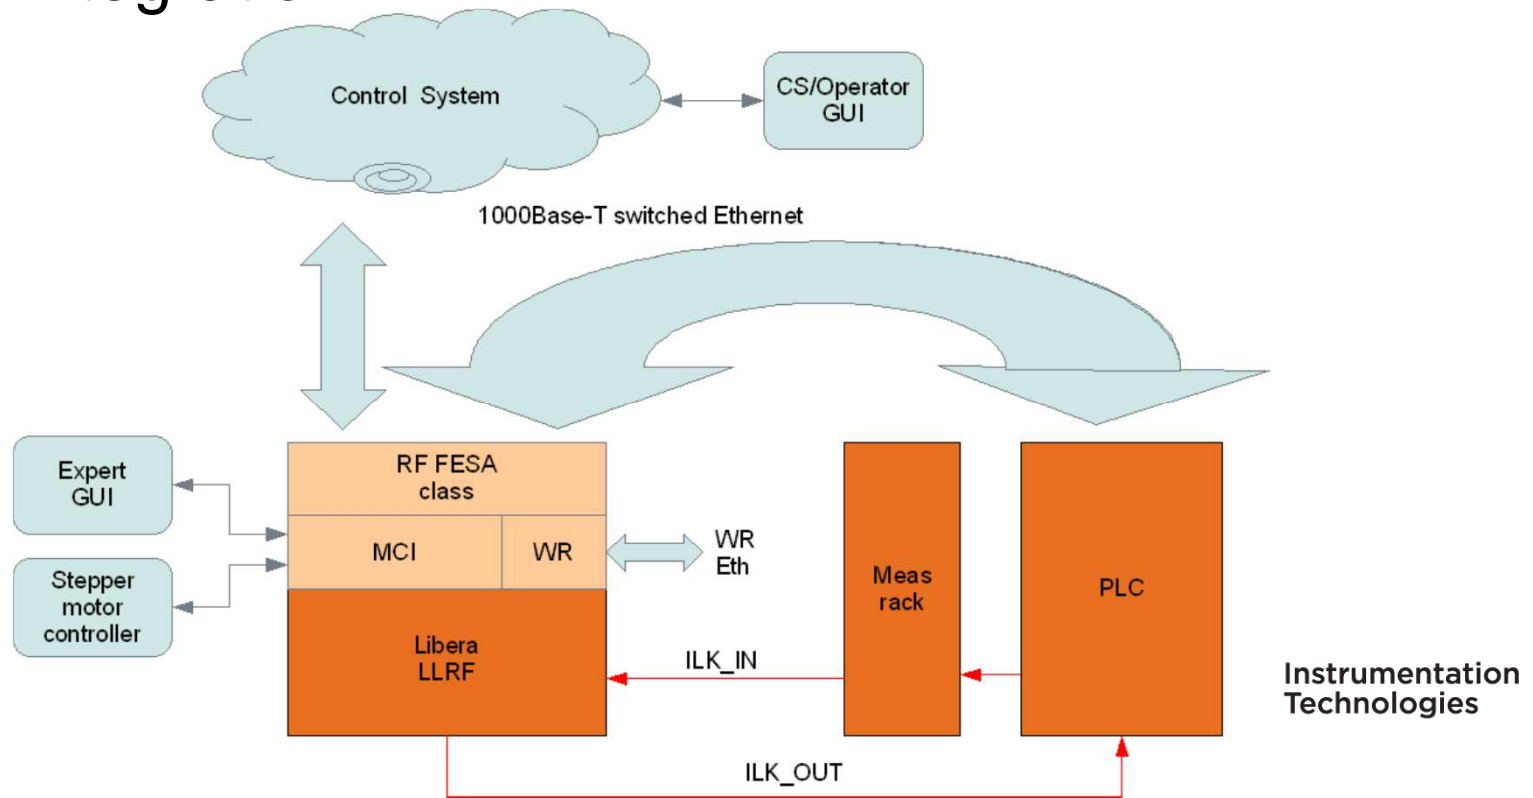 Control System
CS/Operator
GUI
1000Base-T switched Ethernet
Expert
GUI
RF FESA
class
MCI
WR
WR
Eth
Stepper
motor
controller
Libera
LLRF
ILK_IN
Meas
rack
PLC
Instrumentation
Technologies
ILK_OUT